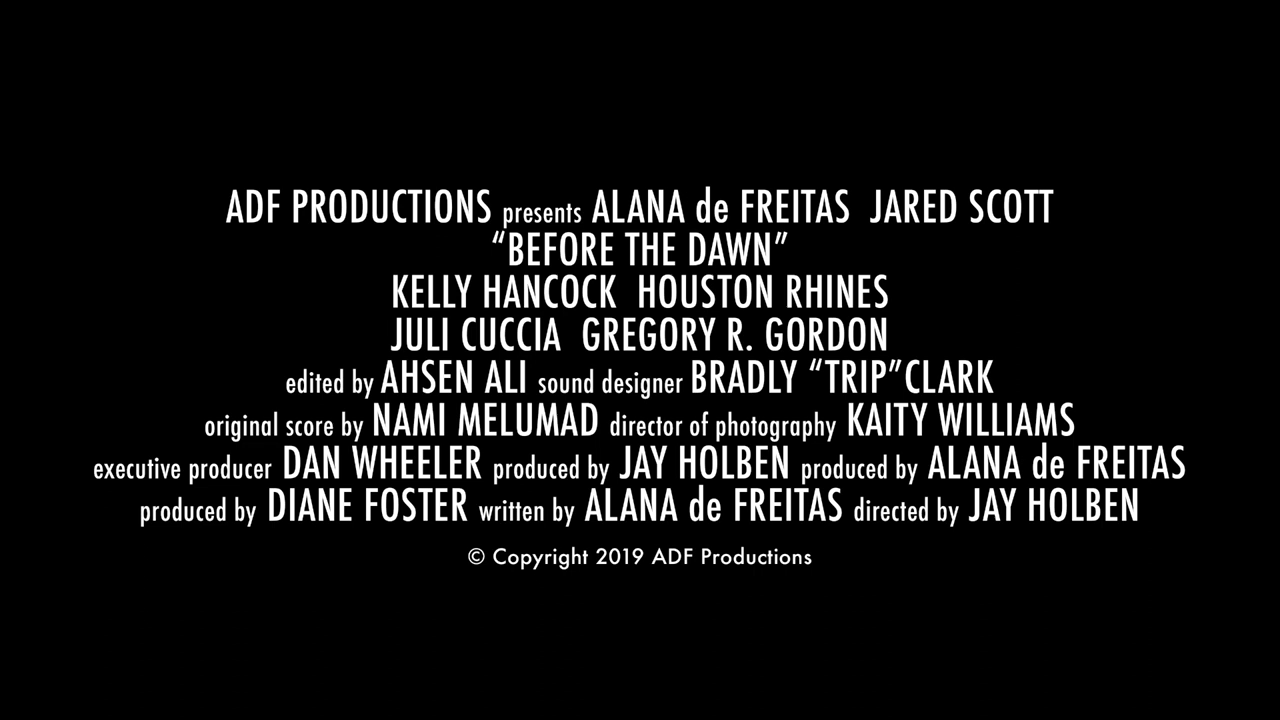 ADF PRODUCTIONS presents ALANA de FREITAS JARED SCOTT
“BEFORE THE DAWN”
KELLY HANCOCK HOUSTON RHINES
JULI CUCCIA GREGORY R. GORDON
edited by AHSEN ALI sound designer BRADLY “TRIP”CLARK
original score by NAMI MELUMAD director of photography KAITY WILLIAMS
executive producer DAN WHEELER produced by JAY HOLBEN produced by ALANA de FREITAS
produced by DIANE FOSTER written by ALANA de FREITAS directed by JAY HOLBEN
© Copyright 2019 ADF Productions